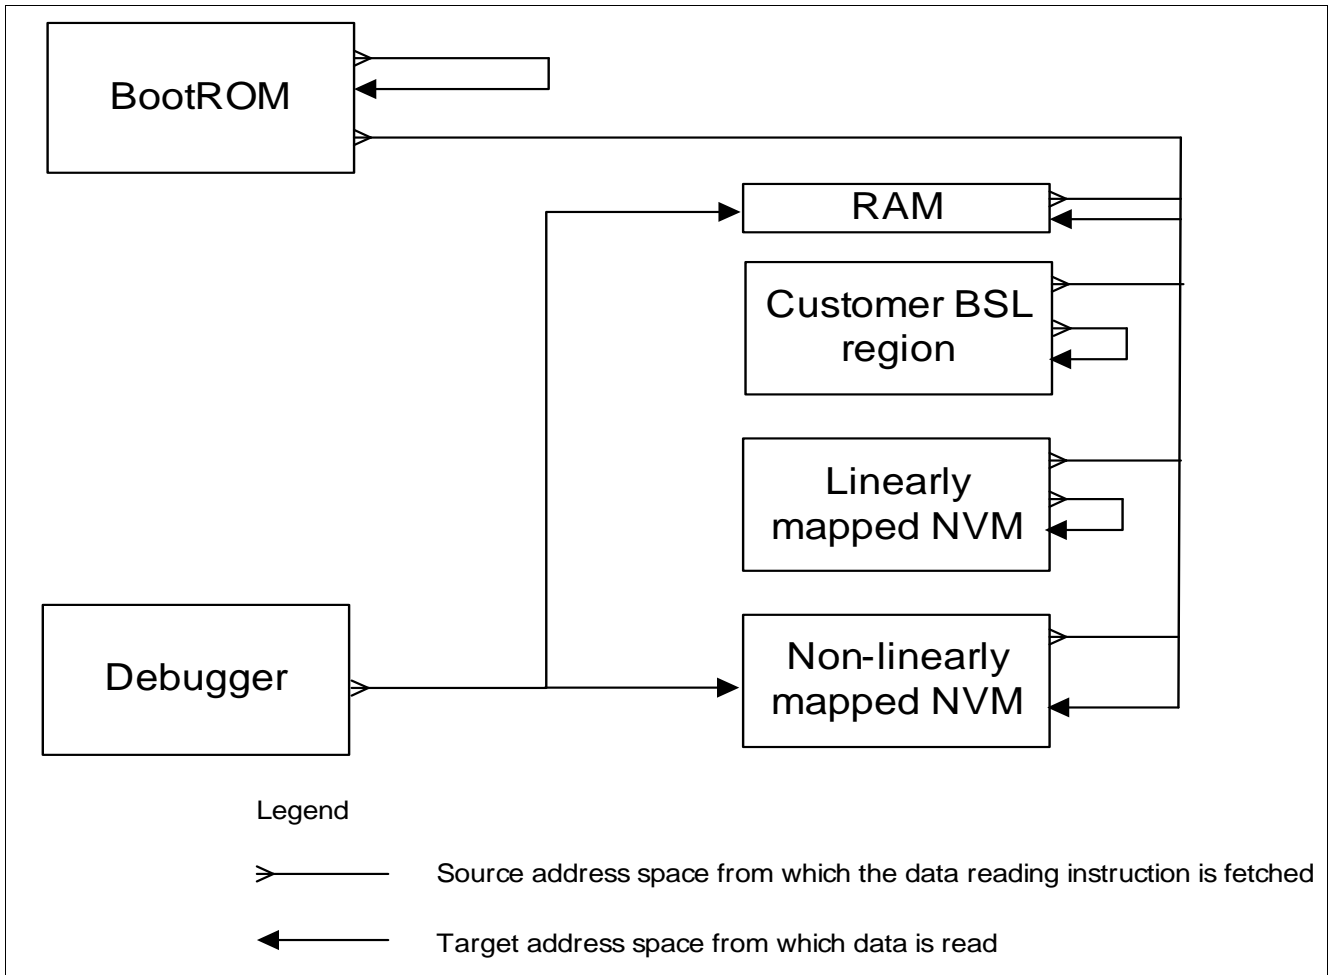 BootROM
RAM
Customer BSL
region
Linearly
mapped NVM
Non-linearly
mapped NVM
Debugger
Legend
Source address space from which the data reading instruction is fetched
Target address space from which data is read